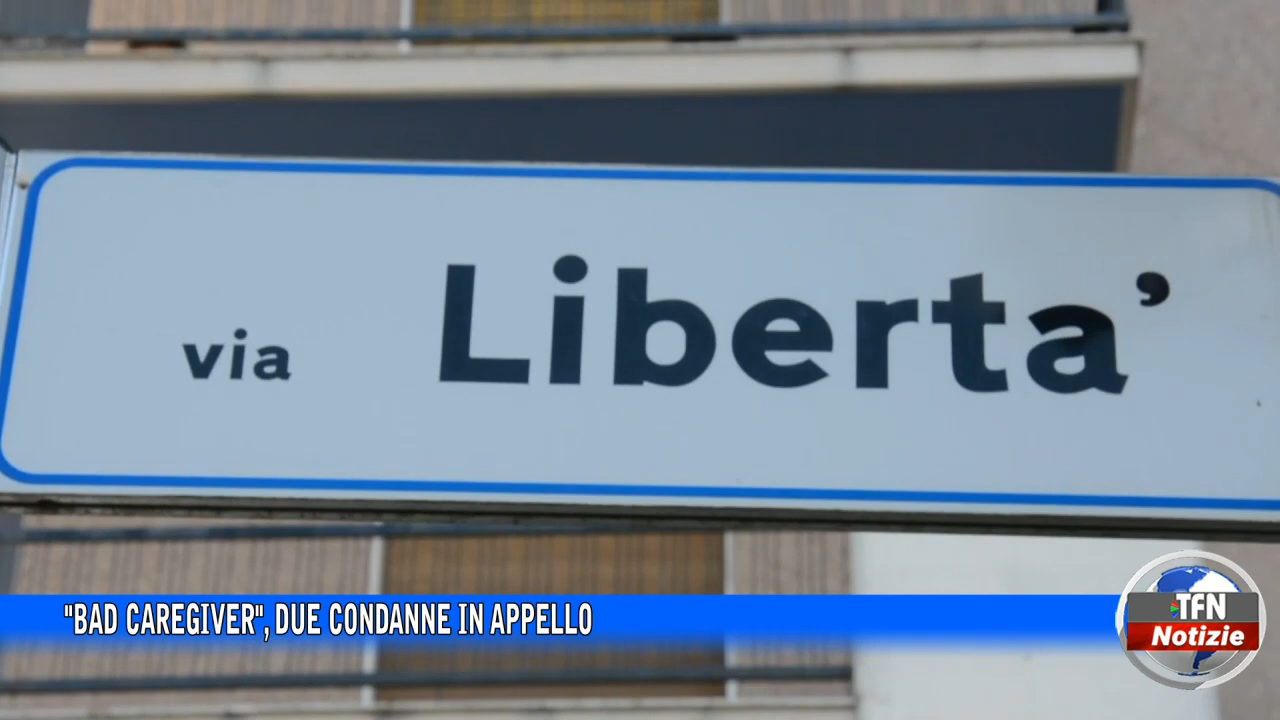 via Liberta'
"BAD CAREGIVER", DUE CONDANNE IN APPELLO
TFN
Notizie